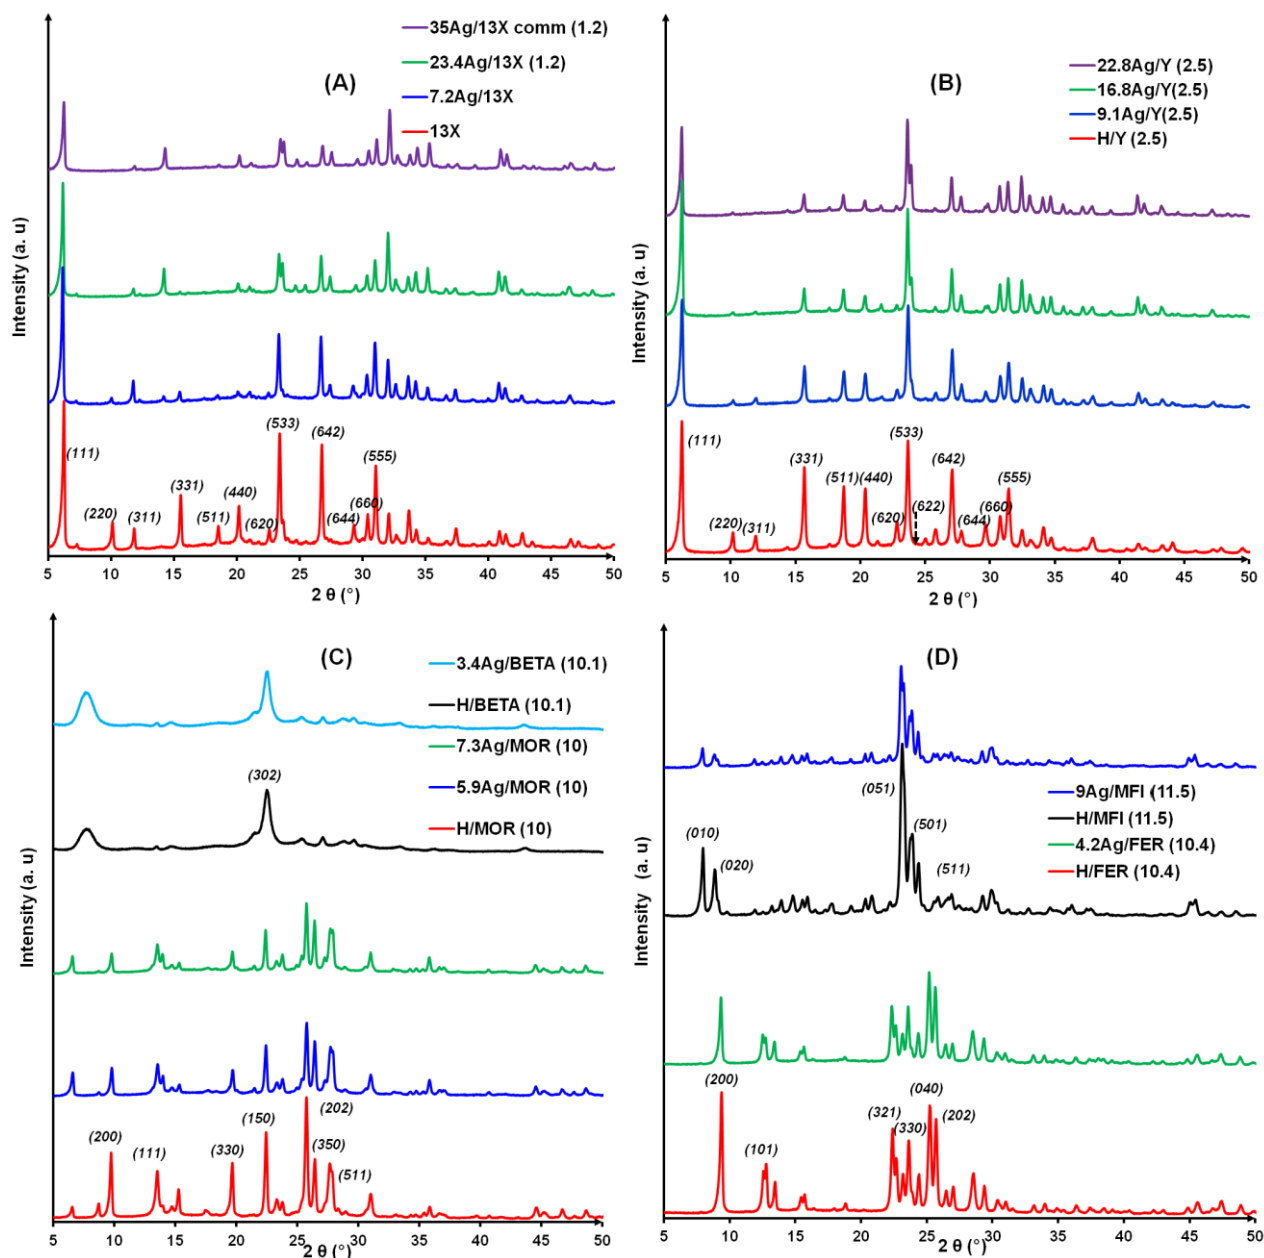 (A)
35Ag/13X comm (1.2)
23.4Ag/13X (1.2)
7.2Ag/13X
13X
Intensity (a. u)
(111)
(220)
(311)
(331)
(511)
(440)
(620)
(533)
(642)
(644)
(660)
(555)
5 10 15 20 25 30 35 40 45 50
2 θ (°)
(B)
22.8Ag/Y (2.5)
16.8Ag/Y(2.5)
9.1Ag/Y(2.5)
H/Y (2.5)
Intensity (a. u)
(111)
(220)
(311)
(331)
(511)
(440)
(620)
(533)
(622)
(642)
(644)
(660)
(555)
5 10 15 20 25 30 35 40 45 50
2 θ (°)
(C)
3.4Ag/BETA (10.1)
H/BETA (10.1)
7.3Ag/MOR (10)
5.9Ag/MOR (10)
H/MOR (10)
Intensity (a. u)
(302)
(200)
(111)
(330)
(150)
(202)
(350)
(511)
5 10 15 20 25 30 35 40 45 50
2 θ (°)
(D)
9Ag/MFI (11.5)
H/MFI (11.5)
4.2Ag/FER (10.4)
H/FER (10.4)
Intensity (a. u)
(010)
(020)
(051)
(501)
(511)
(200)
(101)
(321)
(330)
(040)
(202)
5 10 15 20 25 30 35 40 45 50
2 θ (°)